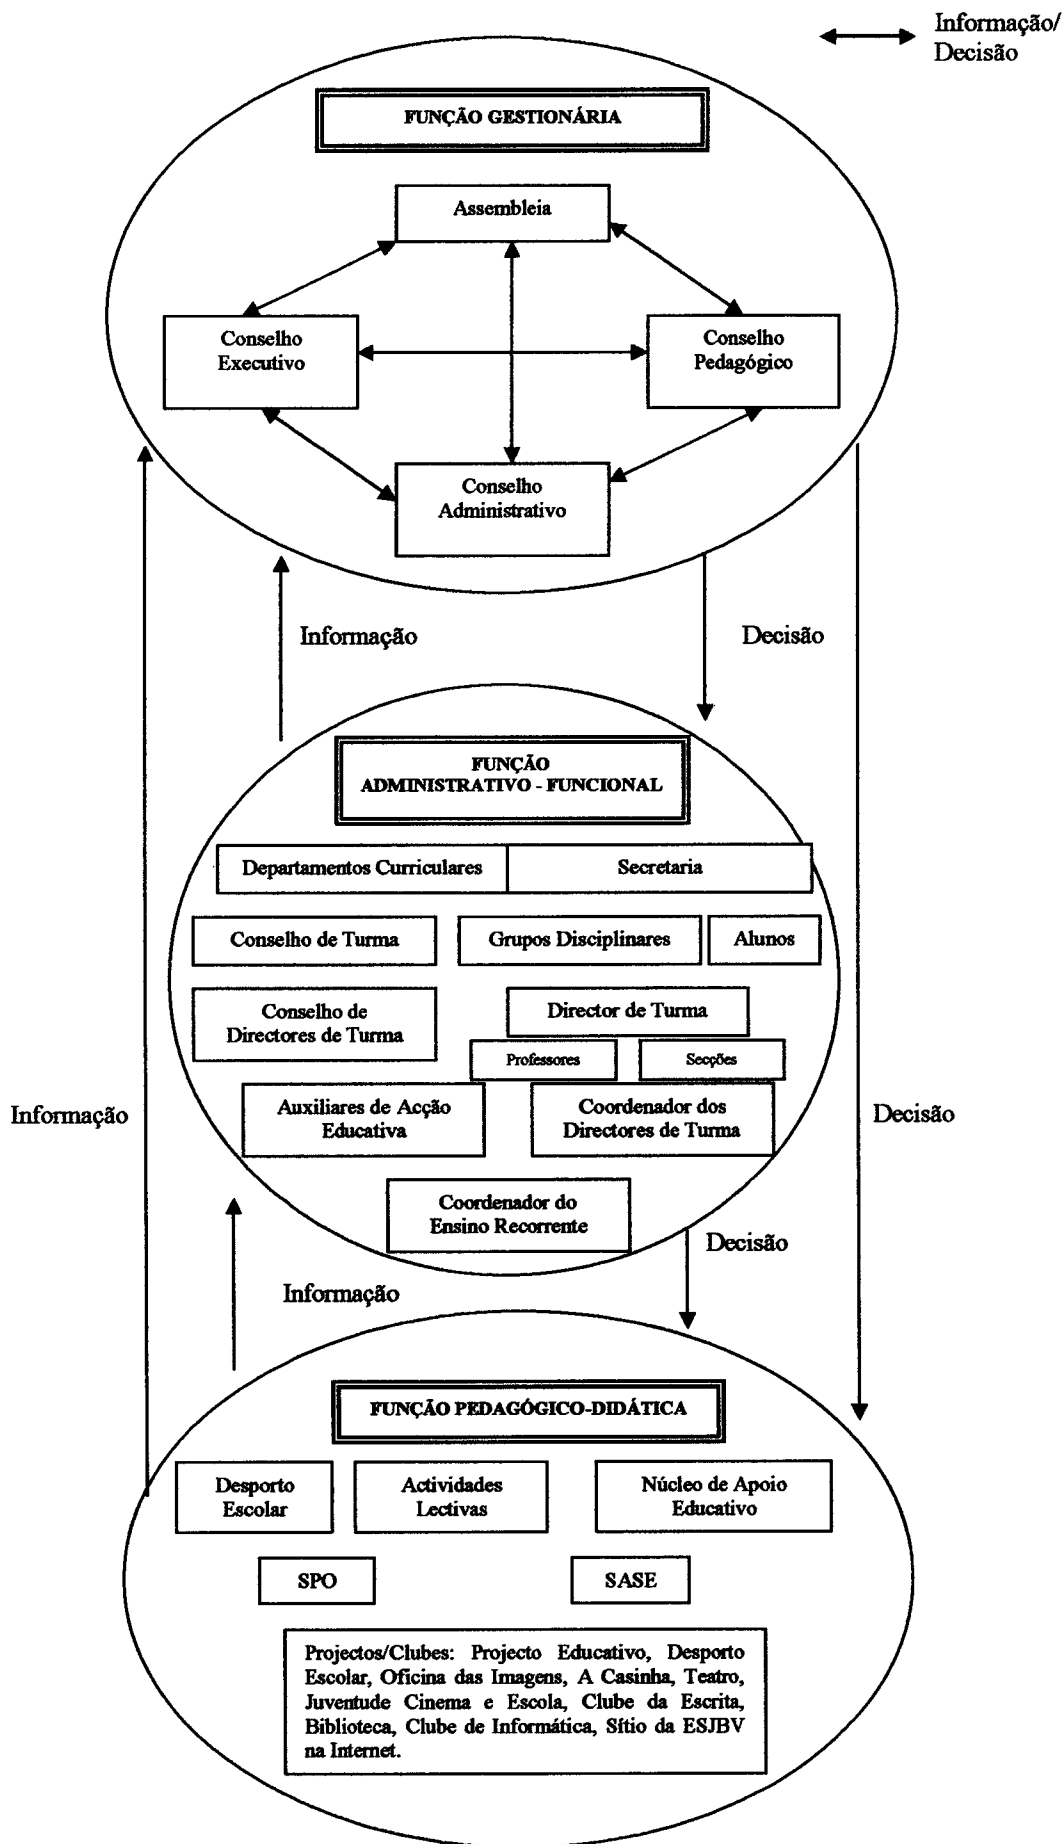 Informação/
Decisão
FUNÇÃO GESTIONÁRIA
Assembleia
Conselho
Executivo
Conselho
Pedagógico
Conselho
Administrativo
Informação
Decisão
FUNÇÃO
ADMINISTRATIVO - FUNCIONAL
Departamentos Curriculares
Secretaria
Conselho de Turma
Grupos Disciplinares
Alunos
Conselho de
Directores de Turma
Director de Turma
Professores
Secções
Auxiliares de Acção
Educativa
Coordenador dos
Directores de Turma
Informação
Decisão
Coordenador do
Ensino Recorrente
Decisão
Informação
FUNÇÃO PEDAGÓGICO-DIDÁTICA
Desporto
Escolar
Actividades
Lectivas
Núcleo de Apoio
Educativo
SPO
SASE
Projectos/Clubes: Projecto Educativo, Desporto
Escolar, Oficina das Imagens, A Casinha, Teatro,
Juventude Cinema e Escola, Clube da Escrita,
Biblioteca, Clube de Informática, Sítio da ESJBV
na Internet.